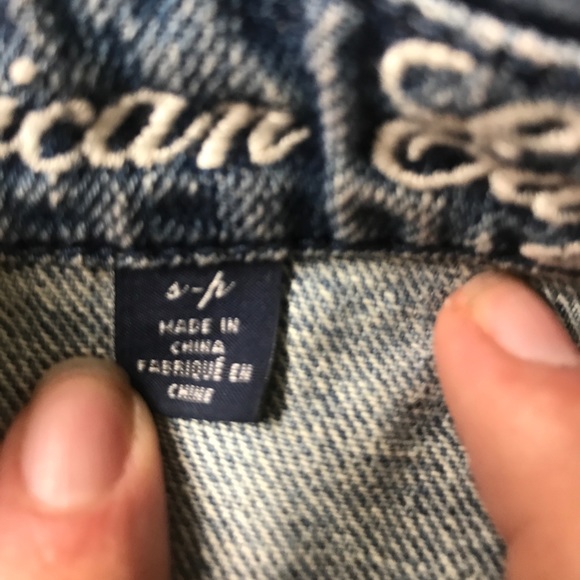 ican
s-p
MADE IN
CHINA
FABRIQUÉ EN
CHINE